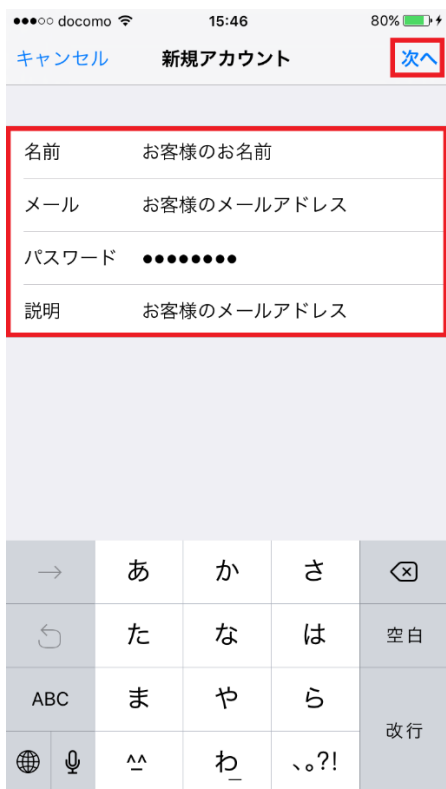 ●●●○○ docomo 15:46 80%
キャンセル 新規アカウント 次へ
名前 お客様のお名前
メール お客様のメールアドレス
パスワード ●●●●●●●●
説明 お客様のメールアドレス
→ あ か さ
た な は 空白
ABC ま や ら
改行
^^ わ_ 、。?!